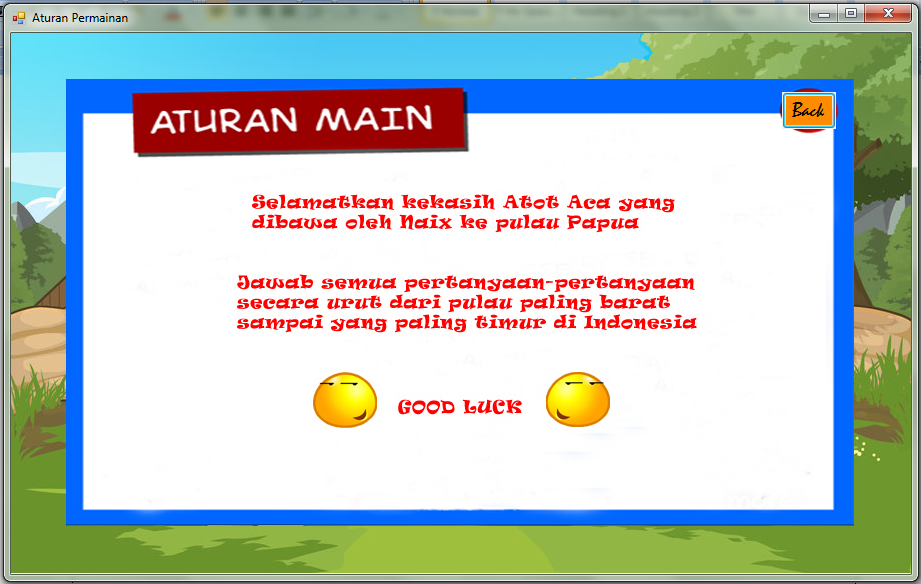 Aturan Permainan
ATURAN MAIN
Back
Selamatkan kekasih Atot Aca yang
dibawa oleh Naix ke pulau Papua
Jawab semua pertanyaan-pertanyaan
secara urut dari pulau paling barat
sampai yang paling timur di Indonesia
GOOD LUCK